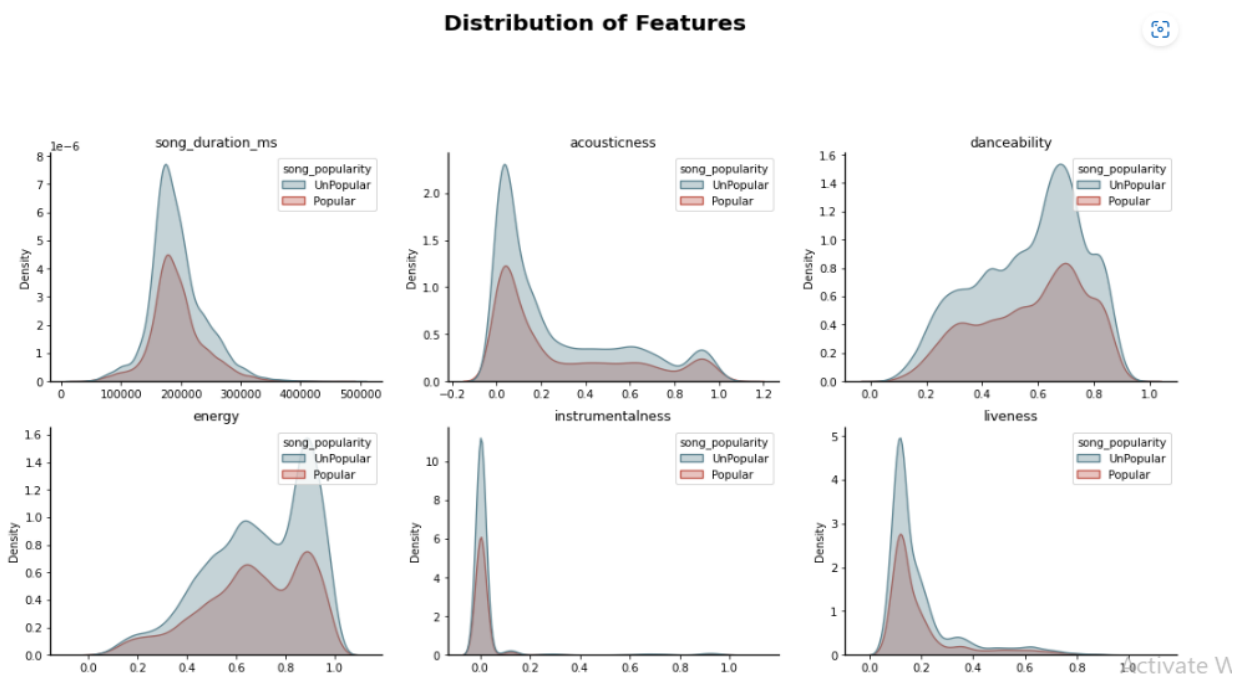 Distribution of Features
song_duration_ms
1e−6
8
7
6
5
4
3
2
1
0
Density
0 100000 200000 300000 400000 500000
song_popularity
UnPopular
Popular
acousticness
2.0
1.5
1.0
0.5
0.0
Density
−0.2 0.0 0.2 0.4 0.6 0.8 1.0 1.2
song_popularity
UnPopular
Popular
danceability
1.6
1.4
1.2
1.0
0.8
0.6
0.4
0.2
0.0
Density
0.0 0.2 0.4 0.6 0.8 1.0
song_popularity
UnPopular
Popular
energy
1.6
1.4
1.2
1.0
0.8
0.6
0.4
0.2
0.0
Density
0.0 0.2 0.4 0.6 0.8 1.0
song_popularity
UnPopular
Popular
instrumentalness
10
8
6
4
2
0
Density
0.0 0.2 0.4 0.6 0.8 1.0
song_popularity
UnPopular
Popular
liveness
5
4
3
2
1
0
Density
0.0 0.2 0.4 0.6 0.8 1.0
song_popularity
UnPopular
Popular
Activate W